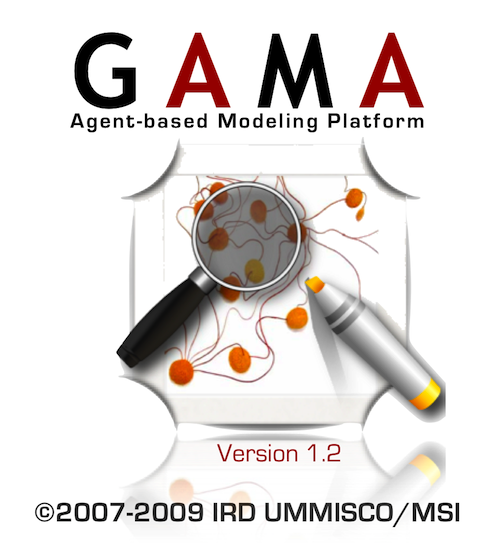 GAMA
Agent-based Modeling Platform
Version 1.2
©2007-2009 IRD UMMISCO/MSI